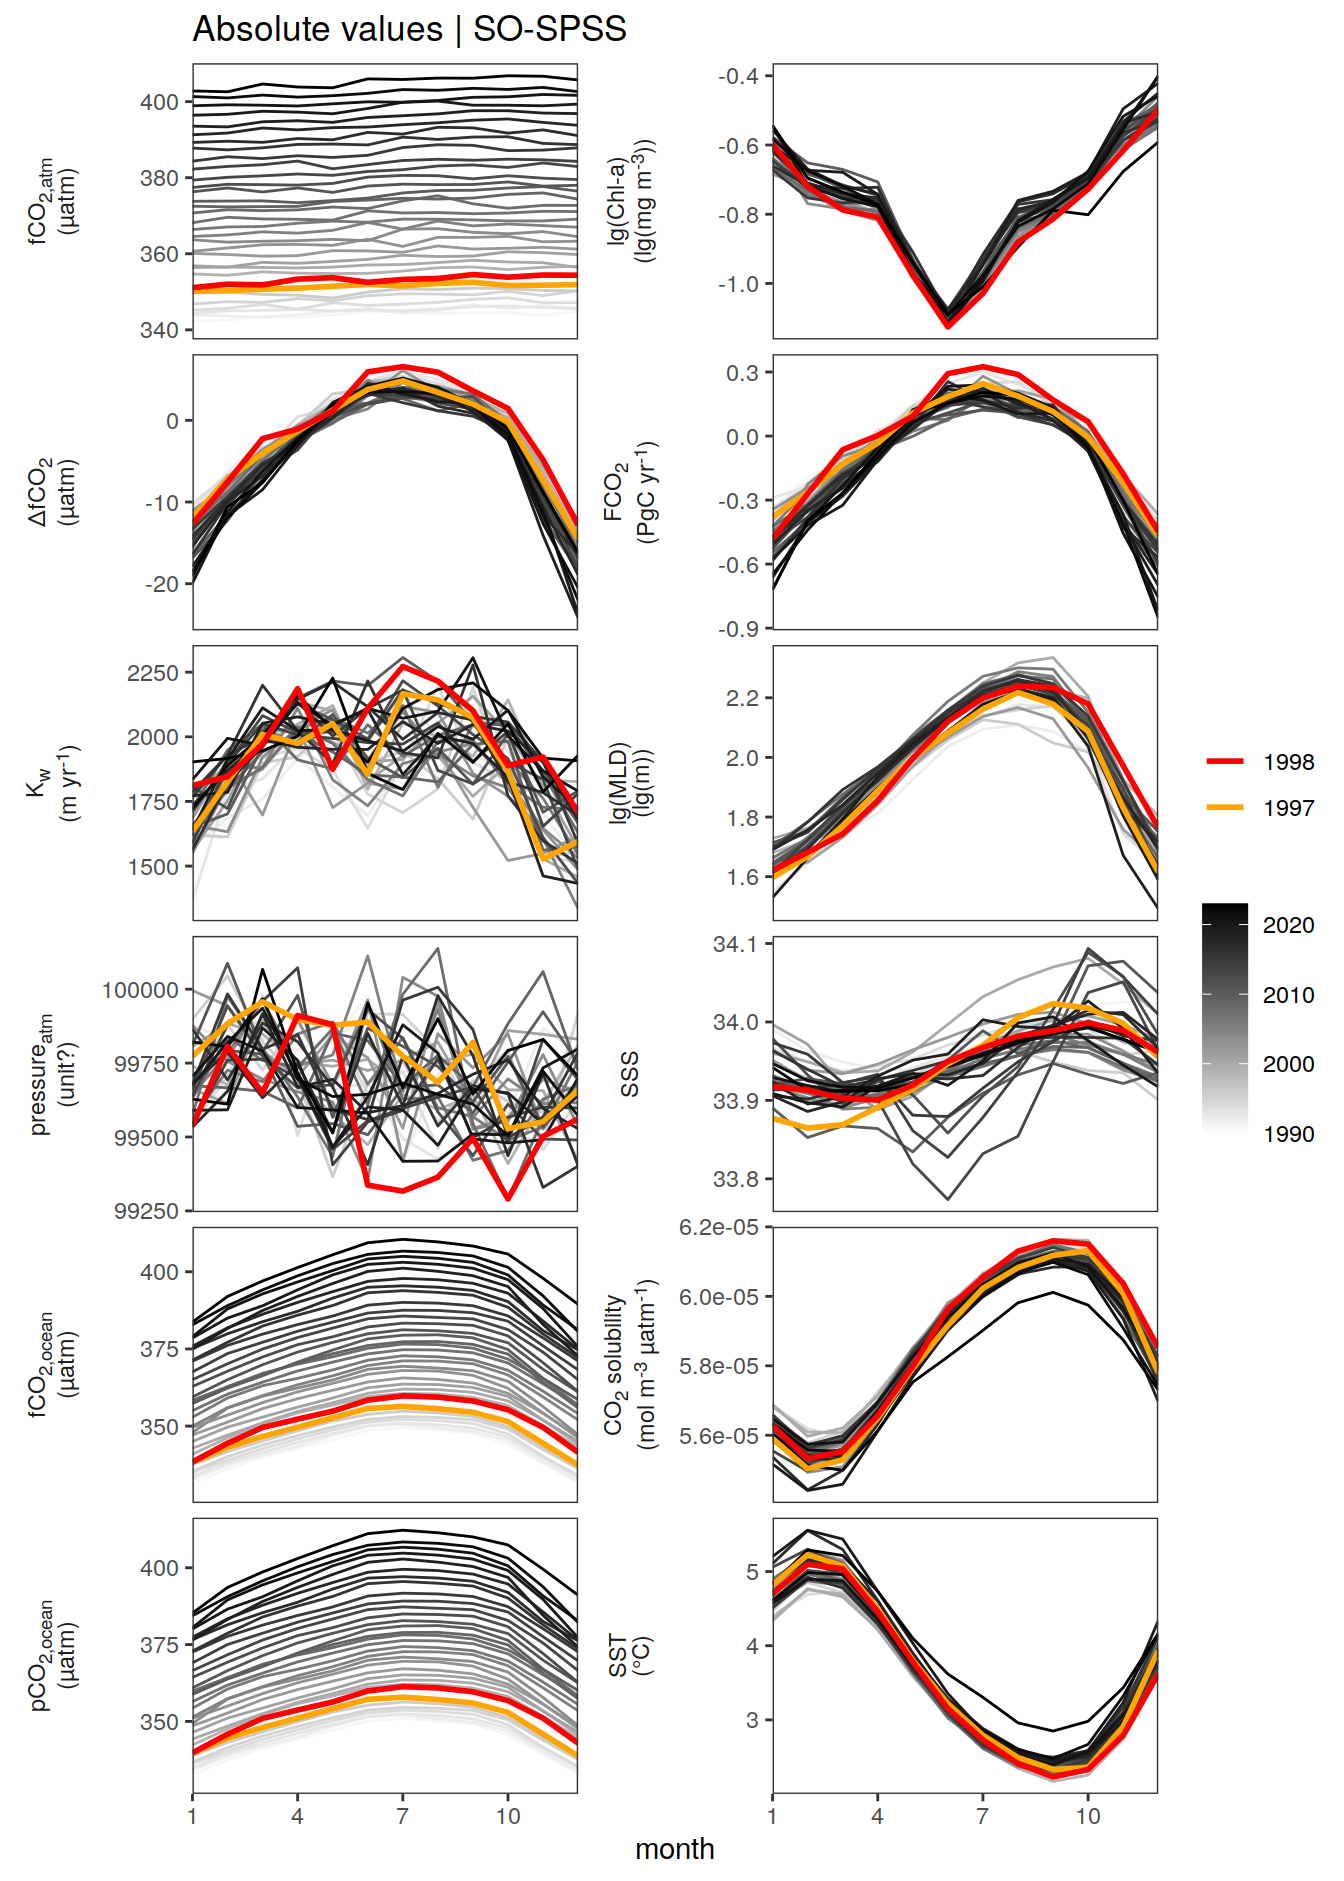 Absolute values | SO-SPSS
fCO2,atm
(µatm)
400
380
360
340
lg(Chl-a)
(lg(mg m-3))
-0.4
-0.6
-0.8
-1.0
ΔfCO2
(µatm)
0
-10
-20
FCO2
(PgC yr-1)
0.3
0.0
-0.3
-0.6
-0.9
Kw
(m yr-1)
2250
2000
1750
1500
lg(MLD)
(lg(m))
2.2
2.0
1.8
1.6
pressureatm
(unit?)
100000
99750
99500
99250
SSS
34.1
34.0
33.9
33.8
fCO2,ocean
(µatm)
400
375
350
CO2 solubility
(mol m-3 µatm-1)
6.2e-05
6.0e-05
5.8e-05
5.6e-05
pCO2,ocean
(µatm)
400
375
350
SST
(°C)
5
4
3
1 4 7 10
1 4 7 10
month
1998
1997
2020
2010
2000
1990